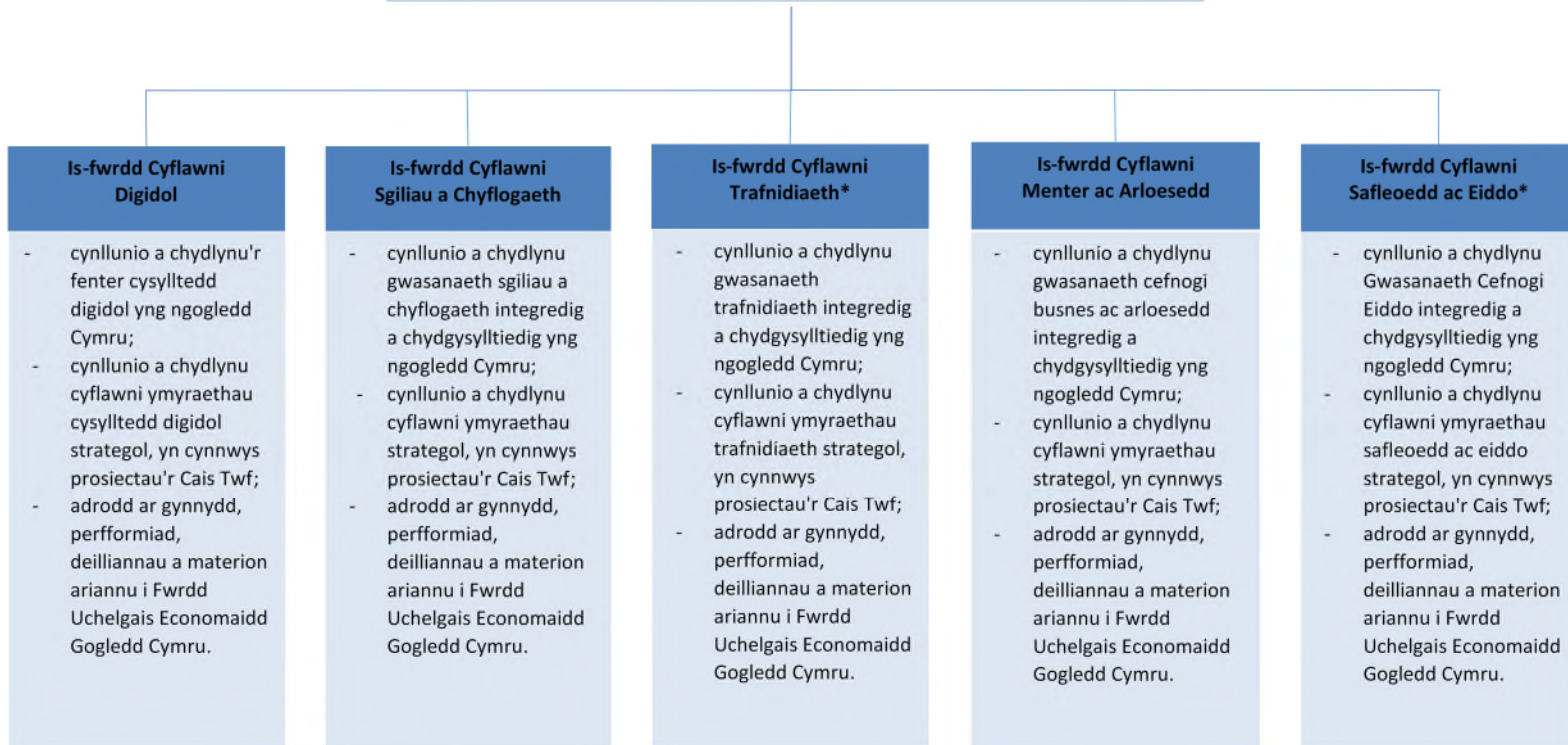 Is-fwrdd Cyflawni
Digidol
- cynllunio a chydlynu'r
fenter cysylltedd
digidol yng ngogledd
Cymru;
- cynllunio a chydlynu
cyflawni ymyraethau
cysylltedd digidol
strategol, yn cynnwys
prosiectau'r Cais Twf;
- adrodd ar gynnydd,
perfformiad,
deilliannau a materion
ariannu i Fwrdd
Uchelgais Economaidd
Gogledd Cymru.
Is-fwrdd Cyflawni
Sgiliau a Chyflogaeth
- cynllunio a chydlynu
gwasanaeth sgiliau a
chyflogaeth integredig
a chydgysylltiedig yng
ngogledd Cymru;
- cynllunio a chydlynu
cyflawni ymyraethau
strategol, yn cynnwys
prosiectau'r Cais Twf;
- adrodd ar gynnydd,
perfformiad,
deilliannau a materion
ariannu i Fwrdd
Uchelgais Economaidd
Gogledd Cymru.
Is-fwrdd Cyflawni
Trafnidiaeth*
- cynllunio a chydlynu
gwasanaeth
trafnidiaeth integredig
a chydgysylltiedig yng
ngogledd Cymru;
- cynllunio a chydlynu
cyflawni ymyraethau
trafnidiaeth strategol,
yn cynnwys
prosiectau'r Cais Twf;
- adrodd ar gynnydd,
perfformiad,
deilliannau a materion
ariannu i Fwrdd
Uchelgais Economaidd
Gogledd Cymru.
Is-fwrdd Cyflawni
Menter ac Arloesedd
- cynllunio a chydlynu
gwasanaeth cefnogi
busnes ac arloesedd
integredig a
chydgysylltiedig yng
ngogledd Cymru;
- cynllunio a chydlynu
cyflawni ymyraethau
strategol, yn cynnwys
prosiectau'r Cais Twf;
- adrodd ar gynnydd,
perfformiad,
deilliannau a materion
ariannu i Fwrdd
Uchelgais Economaidd
Gogledd Cymru.
Is-fwrdd Cyflawni
Safleoedd ac Eiddo*
- cynllunio a chydlynu
Gwasanaeth Cefnogi
Eiddo integredig a
chydgysylltiedig yng
ngogledd Cymru;
- cynllunio a chydlynu
cyflawni ymyraethau
safleoedd ac eiddo
strategol, yn cynnwys
prosiectau'r Cais Twf;
- adrodd ar gynnydd,
perfformiad,
deilliannau a materion
ariannu i Fwrdd
Uchelgais Economaidd
Gogledd Cymru.